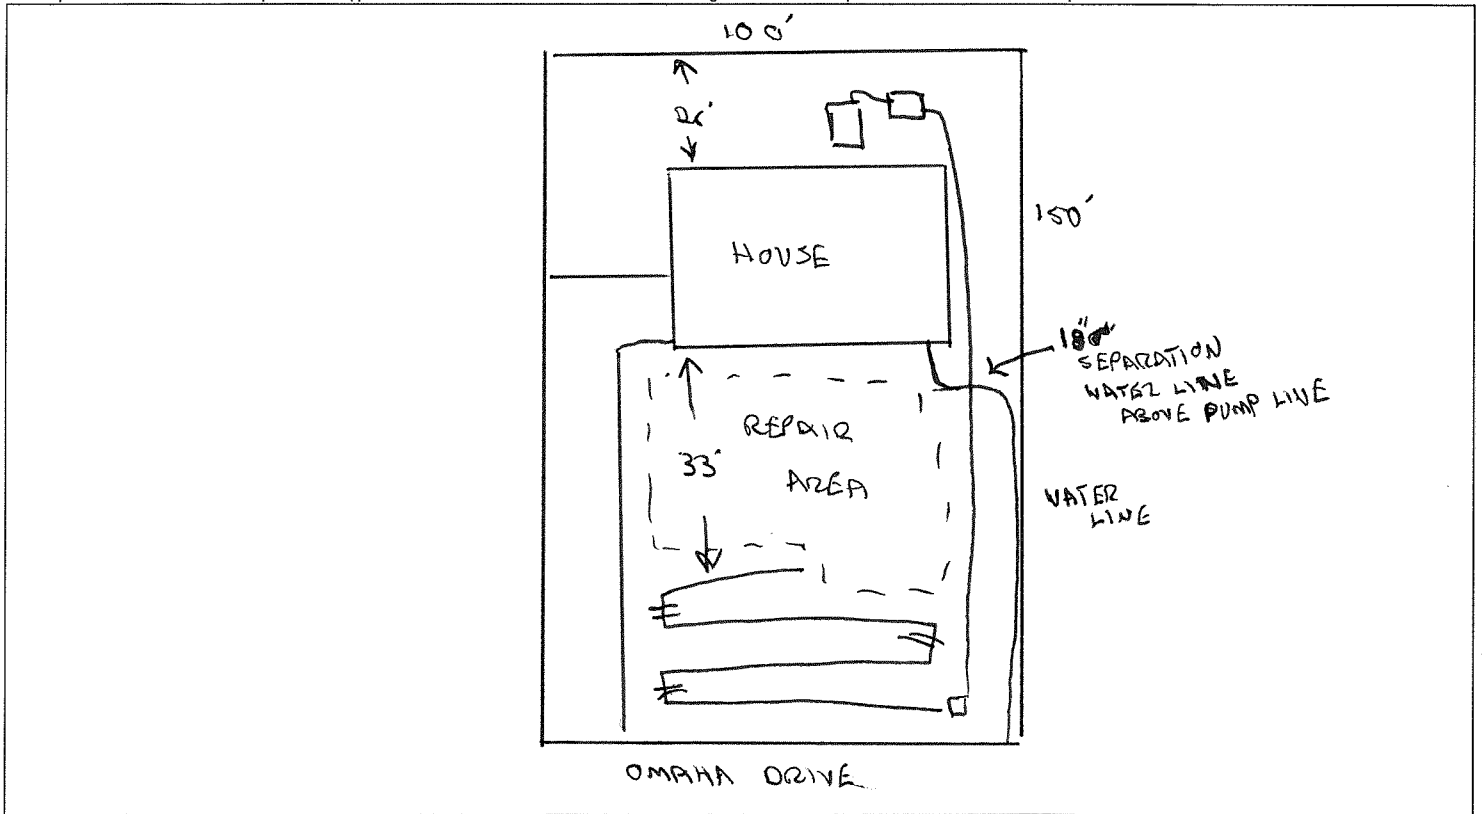 100'
HOUSE
150'
18"
SEPARATION
WATER LINE
ABOVE PUMP LINE
REPAIR
AREA
33'
WATER
LINE
OMAHA DRIVE